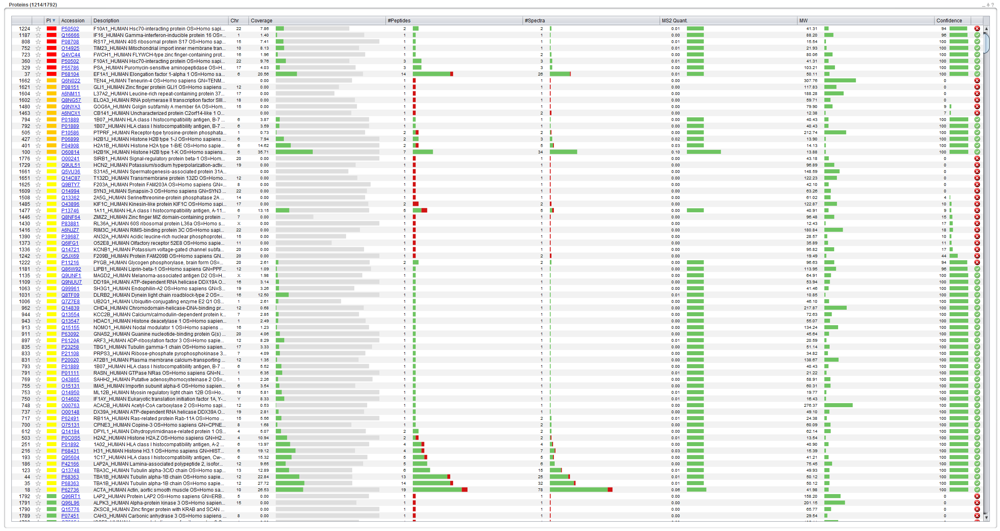 Proteins (1214/1792)
PI Accession Description Chr Coverage #Peptides #Spectra MS2 Quant. MW Confidence
1224 P50502 F10A1_HUMAN Hsc70-interacting protein OS=Homo sapi... 22 7.86 2 2 0.01 41.31 94
1187 Q16666 IF16_HUMAN Gamma-interferon-inducible protein 16 OS=... 1 1.40 1 1 0.00 88.20 96
808 P08708 RS17_HUMAN 40S ribosomal protein S17 OS=Homo sap... 15 7.41 1 1 0.01 15.54 100
752 O14925 TIM23_HUMAN Mitochondrial import inner membrane tran... 10 8.13 1 1 0.01 21.93 100
723 Q4VC44 FWCH1_HUMAN FLYWCH-type zinc finger-containing prot... 16 1.96 1 2 0.00 80.06 100
360 P50502 F10A1_HUMAN Hsc70-interacting protein OS=Homo sapi... 22 9.76 3 3 0.01 41.31 100
329 P55786 PSA_HUMAN Puromycin-sensitive aminopeptidase OS=H... 17 4.03 3 3 0.00 103.21 100
37 P68104 EF1A1_HUMAN Elongation factor 1-alpha 1 OS=Homo sa... 6 20.56 14 26 0.01 50.11 100
1662 Q6N022 TEN4_HUMAN Teneurin-4 OS=Homo sapiens GN=TENM... 0.00 1 1 0.00 307.76 0
1621 P08151 GLI1_HUMAN Zinc finger protein GLI1 OS=Homo sapiens ... 12 0.00 1 1 0.00 117.83 0
1604 A6NM11 L37A2_HUMAN Leucine-rich repeat-containing protein 37... 17 0.00 1 1 0.00 188.28 0
1602 Q8NG57 ELOA3_HUMAN RNA polymerase II transcription factor SIII... 18 0.00 1 1 0.00 59.71 0
1480 Q9NYA3 GOG6A_HUMAN Golgin subfamily A member 6A OS=Hom... 15 0.00 1 1 0.00 79.90 9
1463 A6NCX1 CB141_HUMAN Uncharacterized protein C2orf14-like 1 O... 0.00 1 2 0.00 12.38 7
794 P01889 1B07_HUMAN HLA class I histocompatibility antigen, B-7 ... 6 3.87 1 1 0.00 40.43 100
792 P01889 1B07_HUMAN HLA class I histocompatibility antigen, B-7 ... 6 3.59 1 1 0.00 40.43 100
505 P10586 PTPRF_HUMAN Receptor-type tyrosine-protein phosphata... 1 0.73 2 2 0.00 212.74 100
427 P06899 H2B1J_HUMAN Histone H2B type 1-J OS=Homo sapiens... 6 7.94 2 3 0.02 13.90 100
401 P04908 H2A1B_HUMAN Histone H2A type 1-B/E OS=Homo sapie... 6 14.62 2 5 0.03 14.13 100
100 O60814 H2B1K_HUMAN Histone H2B type 1-K OS=Homo sapiens... 6 35.71 7 34 0.10 13.88 100
1776 O00241 SIRB1_HUMAN Signal-regulatory protein beta-1 OS=Hom... 20 0.00 1 1 0.00 43.18 0
1729 Q9UL51 HCN2_HUMAN Potassium/sodium hyperpolarization-activ... 19 0.00 1 1 0.00 96.89 0
1661 Q5VU36 S31A5_HUMAN Spermatogenesis-associated protein 31A... 0.00 1 1 0.00 148.59 0
1651 Q14C87 T132D_HUMAN Transmembrane protein 132D OS=Homo... 12 0.00 1 1 0.00 122.23 0
1625 Q9BTY7 F203A_HUMAN Protein FAM203A OS=Homo sapiens GN=... 8 0.00 1 1 0.00 42.10 0
1609 O14994 SYN3_HUMAN Synapsin-3 OS=Homo sapiens GN=SYN3 ... 22 0.00 1 1 0.00 63.26 0
1508 Q13362 2A5G_HUMAN Serine/threonine-protein phosphatase 2A ... 14 0.00 1 1 0.00 61.02 4
1485 O43896 KIF1C_HUMAN Kinesin-like protein KIF1C OS=Homo sapi... 17 0.00 2 2 0.00 122.87 10
1477 P13746 1A11_HUMAN HLA class I histocompatibility antigen, A-11... 6 13.15 5 5 0.00 40.91 9
1446 Q8NF64 ZMIZ2_HUMAN Zinc finger MIZ domain-containing protein ... 7 0.00 1 1 0.00 96.48 15
1430 P83881 RL36A_HUMAN 60S ribosomal protein L36a OS=Homo s... X 0.00 1 1 0.00 12.43 17
1416 A6NJZ7 RIM3C_HUMAN RIMS-binding protein 3C OS=Homo sapien... 22 0.00 1 1 0.00 180.84 18
1390 P39687 AN32A_HUMAN Acidic leucine-rich nuclear phosphoprotei... 15 0.00 1 1 0.00 28.57 10
1373 Q6IFG1 O52E8_HUMAN Olfactory receptor 52E8 OS=Homo sapie... 11 0.00 1 1 0.00 35.89 11
1336 Q14721 KCNB1_HUMAN Potassium voltage-gated channel subfa... 20 0.00 1 1 0.00 95.82 17
1242 Q5JX69 F209B_HUMAN Protein FAM209B OS=Homo sapiens GN... 20 0.00 1 2 0.00 19.49 44
1222 P11216 PYGB_HUMAN Glycogen phosphorylase, brain form OS=... 20 2.61 2 2 0.00 96.63 94
1181 Q86W92 LIPB1_HUMAN Liprin-beta-1 OS=Homo sapiens GN=PPF... 12 1.09 1 1 0.00 113.95 96
1135 Q9UNF1 MAGD2_HUMAN Melanoma-associated antigen D2 OS=H... X 1.98 1 1 0.00 64.91 100
1109 Q9NUU7 DD19A_HUMAN ATP-dependent RNA helicase DDX19A O... 16 3.14 1 1 0.00 53.94 100
1063 Q99961 SH3G1_HUMAN Endophilin-A2 OS=Homo sapiens GN=S... 19 3.26 1 1 0.00 41.46 100
1031 Q8TF09 DLRB2_HUMAN Dynein light chain roadblock-type 2 OS=... 16 12.50 1 1 0.01 10.85 100
1006 Q7Z7E8 UB2Q1_HUMAN Ubiquitin-conjugating enzyme E2 Q1 OS... 1 2.61 1 1 0.00 46.10 100
962 Q14839 CHD4_HUMAN Chromodomain-helicase-DNA-binding pr... 12 0.68 1 1 0.00 217.87 100
944 Q13554 KCC2B_HUMAN Calcium/calmodulin-dependent protein k... 7 2.85 1 1 0.00 72.63 100
943 Q13547 HDAC1_HUMAN Histone deacetylase 1 OS=Homo sapien... 1 2.49 1 1 0.00 55.07 100
913 Q15155 NOMO1_HUMAN Nodal modulator 1 OS=Homo sapiens ... 16 1.23 1 1 0.00 134.24 100
911 P63092 GNAS2_HUMAN Guanine nucleotide-binding protein G(s) ... 20 4.06 1 1 0.00 45.64 100
897 P61204 ARF3_HUMAN ADP-ribosylation factor 3 OS=Homo sapie... 12 8.29 1 1 0.01 20.59 100
835 P23258 TBG1_HUMAN Tubulin gamma-1 chain OS=Homo sapien... 17 3.33 1 1 0.00 51.14 100
833 P21108 PRPS3_HUMAN Ribose-phosphate pyrophosphokinase 3... 7 4.09 1 1 0.00 34.82 100
831 P20020 AT2B1_HUMAN Plasma membrane calcium-transporting ... 12 1.35 1 1 0.00 138.67 100
793 P01889 1B07_HUMAN HLA class I histocompatibility antigen, B-7 ... 6 5.52 1 1 0.00 40.43 100
791 P01111 RASN_HUMAN GTPase NRas OS=Homo sapiens GN=N... 1 6.35 1 1 0.01 21.22 100
769 O43865 SAHH2_HUMAN Putative adenosylhomocysteinase 2 OS=... 1 2.26 1 1 0.00 58.91 100
755 O15131 IMA5_HUMAN Importin subunit alpha-6 OS=Homo sapien... 6 3.54 1 1 0.00 60.31 100
753 O14950 ML12B_HUMAN Myosin regulatory light chain 12B OS=Ho... 18 5.81 1 1 0.01 19.77 100
750 O14602 IF1AY_HUMAN Eukaryotic translation initiation factor 1A, Y-... Y 8.33 1 1 0.01 16.43 100
748 O00763 ACACB_HUMAN Acetyl-CoA carboxylase 2 OS=Homo sapi... 12 0.53 1 1 0.00 276.37 100
737 O00148 DX39A_HUMAN ATP-dependent RNA helicase DDX39A O... 19 2.81 1 1 0.00 49.10 100
717 P62491 RB11A_HUMAN Ras-related protein Rab-11A OS=Homo ... 15 5.56 1 2 0.01 24.38 100
700 O75131 CPNE3_HUMAN Copine-3 OS=Homo sapiens GN=CPNE... 8 1.68 1 2 0.00 60.09 100
612 Q14194 DPYL1_HUMAN Dihydropyrimidinase-related protein 1 OS... 4 5.07 2 2 0.00 62.14 100
503 P0C0S5 H2AZ_HUMAN Histone H2A.Z OS=Homo sapiens GN=H2... 4 10.94 2 2 0.01 13.54 100
251 P01892 1A02_HUMAN HLA class I histocompatibility antigen, A-2 ... 6 13.97 4 4 0.00 40.90 100
216 P68431 H31_HUMAN Histone H3.1 OS=Homo sapiens GN=HIST... 6 19.12 4 7 0.03 15.39 100
193 Q95604 1C17_HUMAN HLA class I histocompatibility antigen, Cw-... 6 15.32 5 5 0.00 41.21 100
186 P42166 LAP2A_HUMAN Lamina-associated polypeptide 2, isofor... 12 9.65 5 6 0.00 75.45 100
123 Q13748 TBA3C_HUMAN Tubulin alpha-3C/D chain OS=Homo sap... 13 12.89 6 15 0.01 49.93 100
44 P68363 TBA1B_HUMAN Tubulin alpha-1B chain OS=Homo sapie... 12 22.84 13 25 0.01 50.12 100
35 P68363 TBA1B_HUMAN Tubulin alpha-1B chain OS=Homo sapie... 12 27.72 14 32 0.01 50.12 100
18 P62736 ACTA_HUMAN Actin, aortic smooth muscle OS=Homo sa... 10 26.53 19 78 0.06 41.98 100
1792 Q96RT1 LAP2_HUMAN Protein LAP2 OS=Homo sapiens GN=ERB... 5 0.00 1 1 0.00 158.20 0
1791 Q96L96 ALPK3_HUMAN Alpha-protein kinase 3 OS=Homo sapiens... 15 0.00 1 1 0.00 201.15 0
1790 Q15776 ZKSC8_HUMAN Zinc finger protein with KRAB and SCAN ... 0.00 1 1 0.00 65.77 0
1789 P07451 CAH3_HUMAN Carbonic anhydrase 3 OS=Homo sapiens ... 8 0.00 1 1 0.00 29.54 0